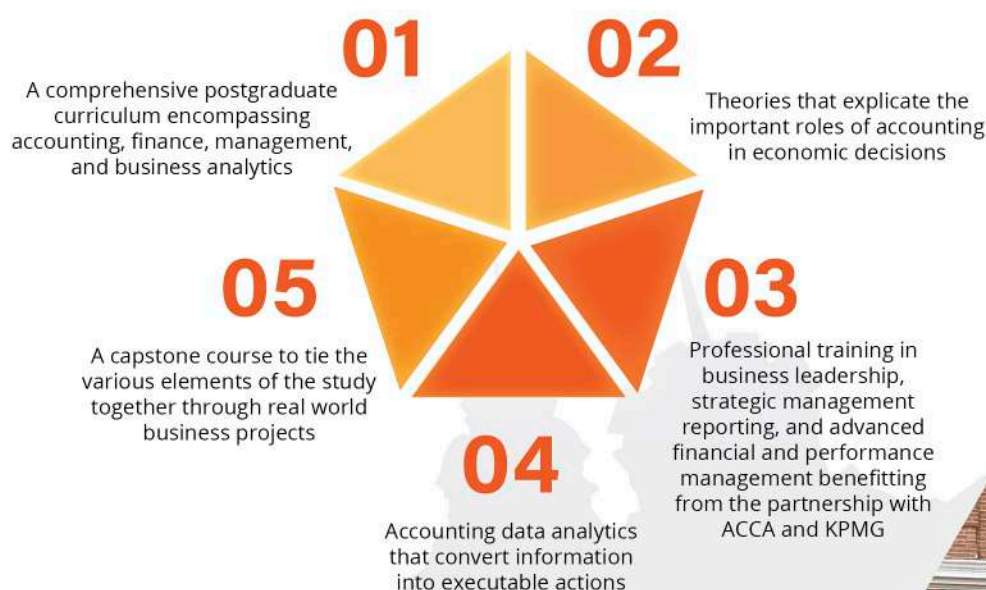 01
A comprehensive postgraduate
curriculum encompassing
accounting, finance, management,
and business analytics
02
Theories that explicate the
important roles of accounting
in economic decisions
03
Professional training in
business leadership,
strategic management
reporting, and advanced
financial and performance
management benefitting
from the partnership with
ACCA and KPMG
04
Accounting data analytics
that convert information
into executable actions
05
A capstone course to tie the
various elements of the study
together through real world
business projects